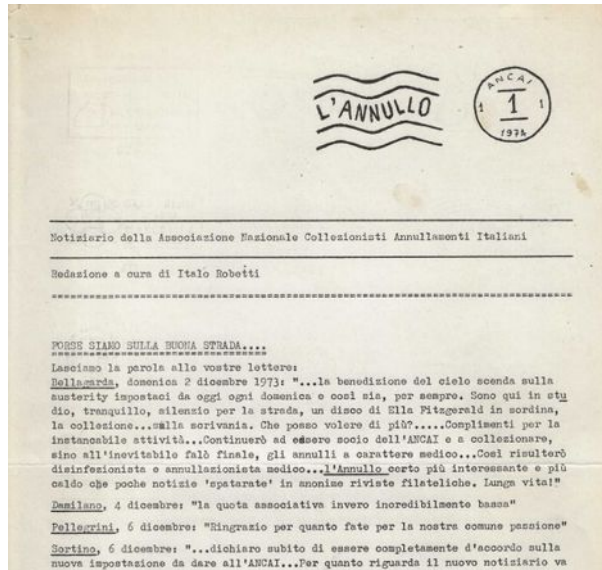 L'ANNULLO
ANCAI
1 1 1
1974
Notiziario della Associazione Nazionale Collezionisti Annullamenti Italiani
Redazione a cura di Italo Robetti
FORSE SIAMO SULLA BUONA STRADA....
Lasciamo la parola alle vostre lettere:
Bellagarda, domenica 2 dicembre 1973: "...la benedizione del cielo scenda sulla
austerity impostaci da oggi ogni domenica e così sia, per sempre. Sono qui in stu
dio, tranquillo, silenzio per la strada, un disco di Ella Fitzgerald in sordina,
la collezione...sulla scrivania. Che posso volere di più?.....Complimenti per la
instancabile attività...Continuerò ad essere socio dell'ANCAI e a collezionare,
sino all'inevitabile falò finale, gli annulli a carattere medico...Così risulterò
disinfezionista e annullazionista medico...l'Annullo certo più interessante e più
caldo che poche notizie 'spatarate' in anonime riviste filateliche. Lunga vita!"
Damilano, 4 dicembre: "la quota associativa invero incredibilmente bassa"
Pellegrini, 6 dicembre: "Ringrazio per quanto fate per la nostra comune passione"
Sortino, 6 dicembre: "...dichiaro subito di essere completamente d'accordo sulla
nuova impostazione da dare all'ANCAI...Per quanto riguarda il nuovo notiziario va